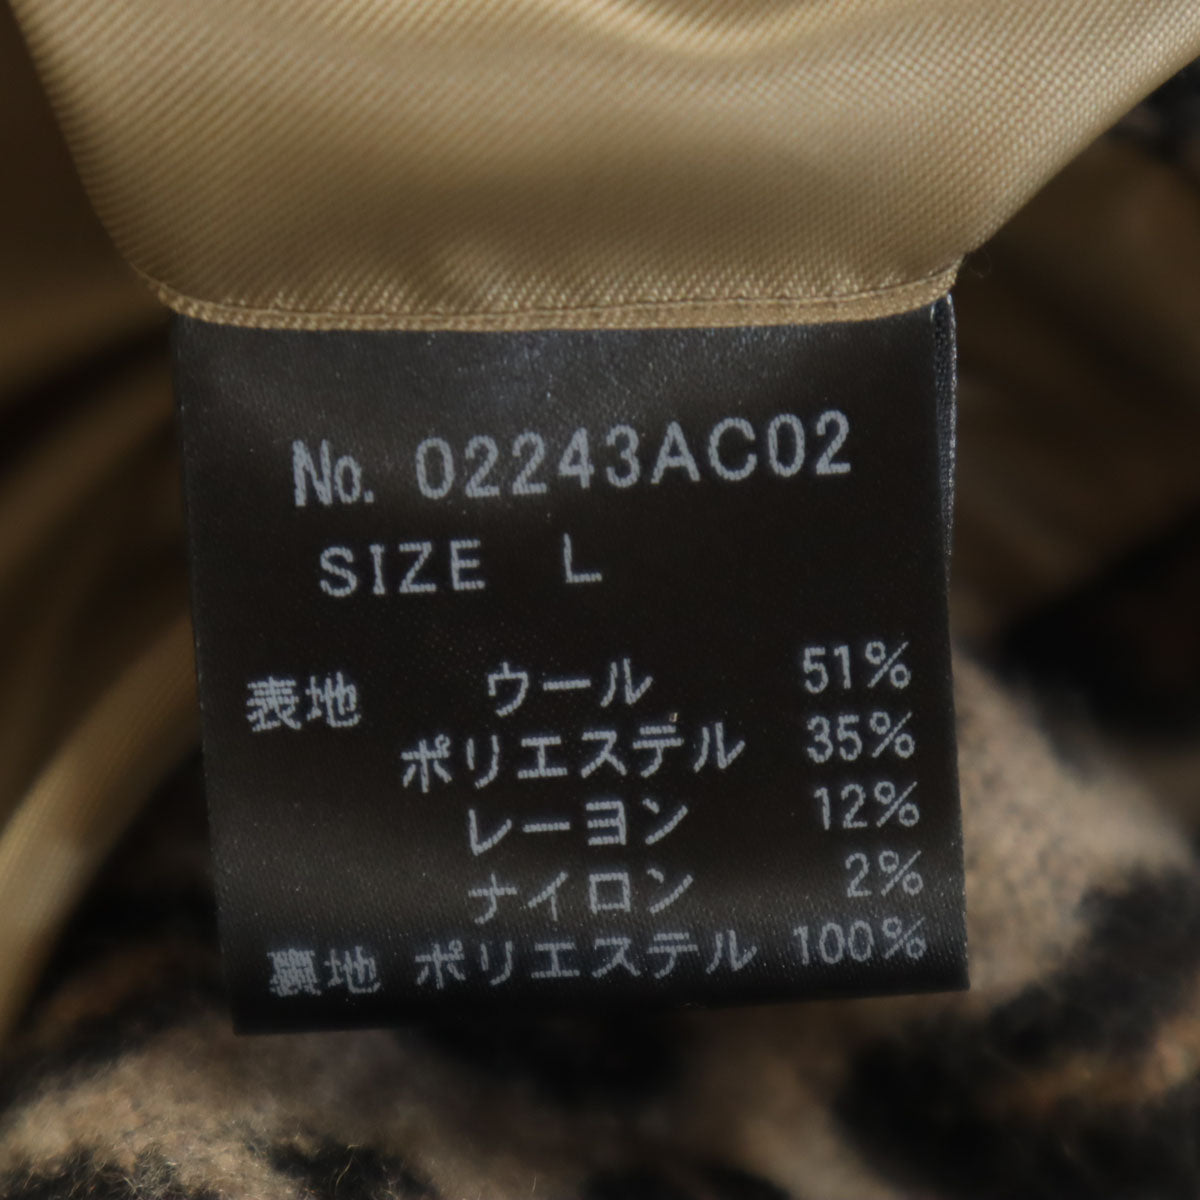 No. 02243AC02
SIZE L
表地 ウール 51%
ポリエステル 35%
レーヨン 12%
ナイロン 2%
裏地 ポリエステル 100%